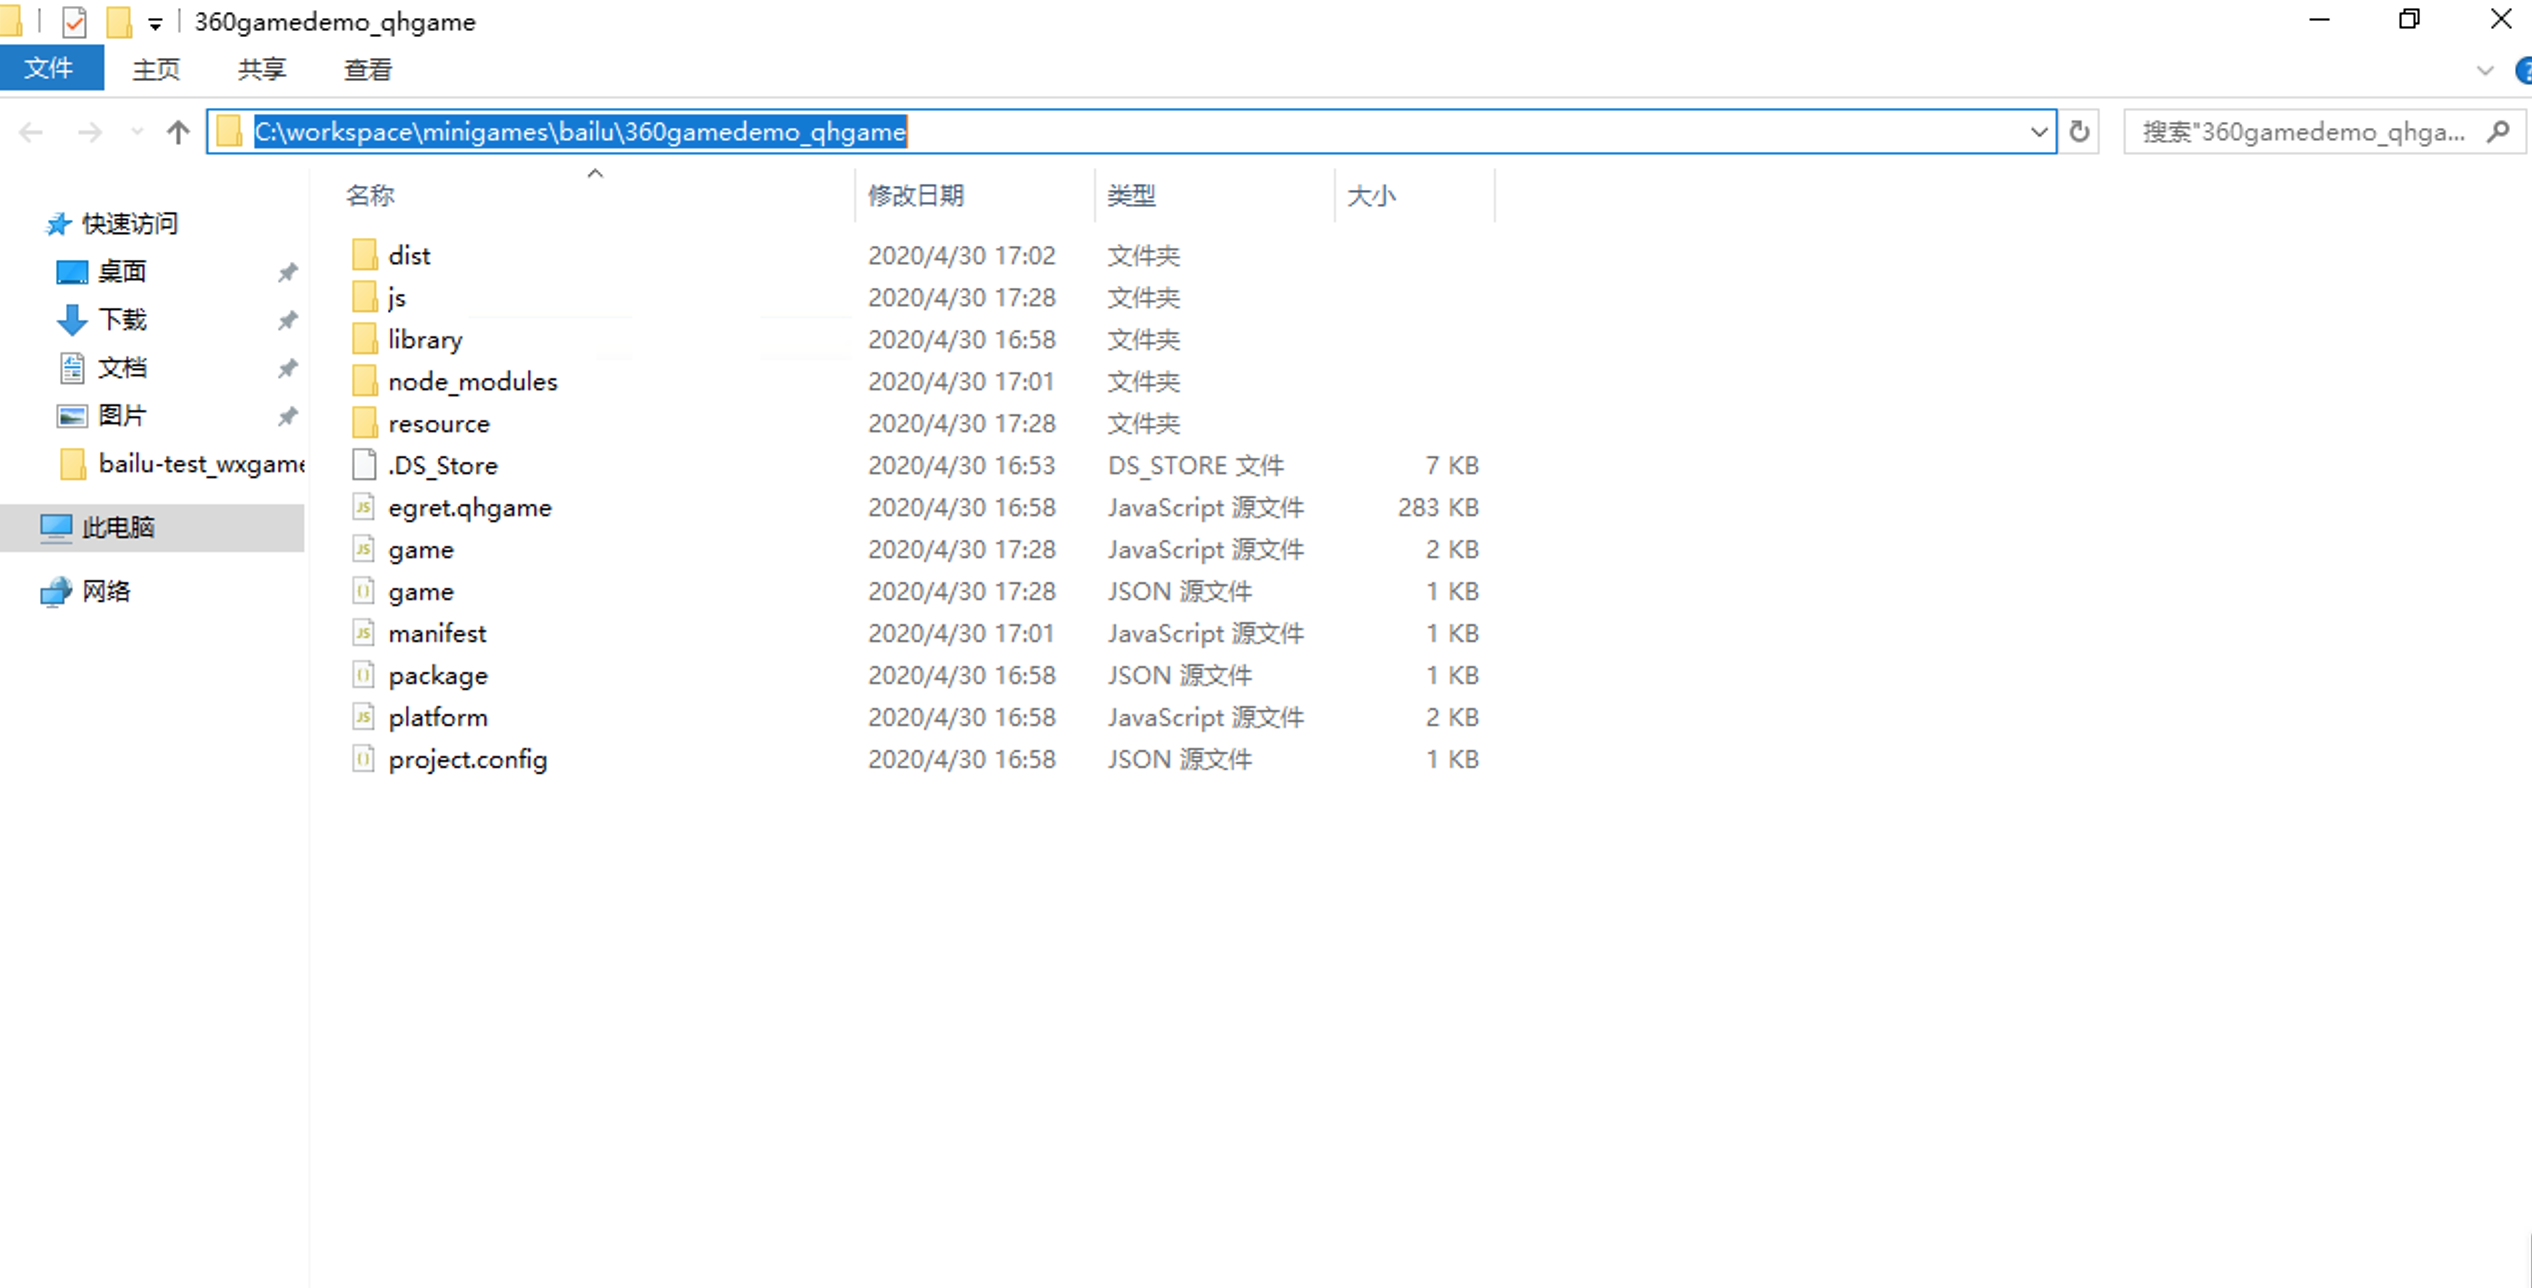 360gamedemo_qhgame
文件 主页 共享 查看
C:\workspace\minigames\bailu\360gamedemo_qhgame 搜索"360gamedemo_qhga...
名称 修改日期 类型 大小
快速访问
桌面
下载
文档
图片
bailu-test_wxgame
此电脑
网络
dist 2020/4/30 17:02 文件夹
js 2020/4/30 17:28 文件夹
library 2020/4/30 16:58 文件夹
node_modules 2020/4/30 17:01 文件夹
resource 2020/4/30 17:28 文件夹
.DS_Store 2020/4/30 16:53 DS_STORE 文件 7 KB
egret.qhgame 2020/4/30 16:58 JavaScript 源文件 283 KB
game 2020/4/30 17:28 JavaScript 源文件 2 KB
game 2020/4/30 17:28 JSON 源文件 1 KB
manifest 2020/4/30 17:01 JavaScript 源文件 1 KB
package 2020/4/30 16:58 JSON 源文件 1 KB
platform 2020/4/30 16:58 JavaScript 源文件 2 KB
project.config 2020/4/30 16:58 JSON 源文件 1 KB